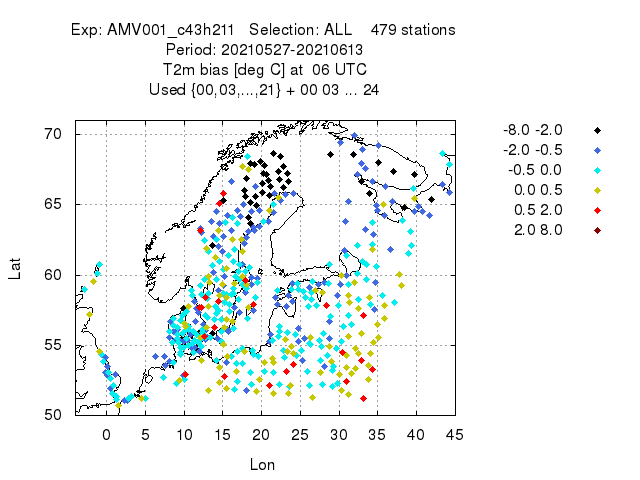 Exp: AMV001_c43h211   Selection: ALL    479 stations
Period: 20210527-20210613
T2m bias [deg C] at  06 UTC
Used {00,03,...,21} + 00 03 ... 24
70
65
60
55
50
Lat
0 5 10 15 20 25 30 35 40 45
Lon
-8.0 -2.0
-2.0 -0.5
-0.5 0.0
0.0 0.5
0.5 2.0
2.0 8.0